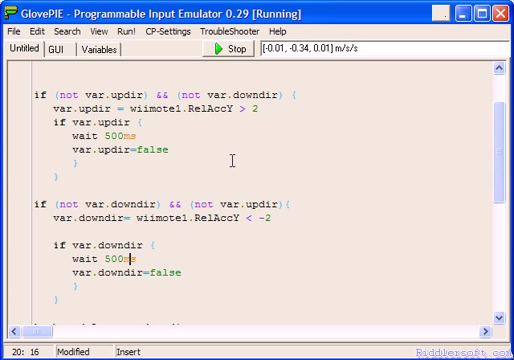 GlovePIE - Programmable Input Emulator 0.29 [Running]
File Edit Search View Run! CP-Settings TroubleShooter Help
Untitled GUI Variables Stop [-0.01, -0.34, 0.01] m/s/s
if (not var.updir) && (not var.downdir) {
var.updir = wiimote1.RelAccY > 2
if var.updir {
wait 500ms
var.updir=false
}
}
if (not var.downdir) && (not var.updir){
var.downdir= wiimote1.RelAccY < -2
if var.downdir {
wait 500ms
var.downdir=false
}
}
20: 16 Modified Insert
Riddlersoft.com